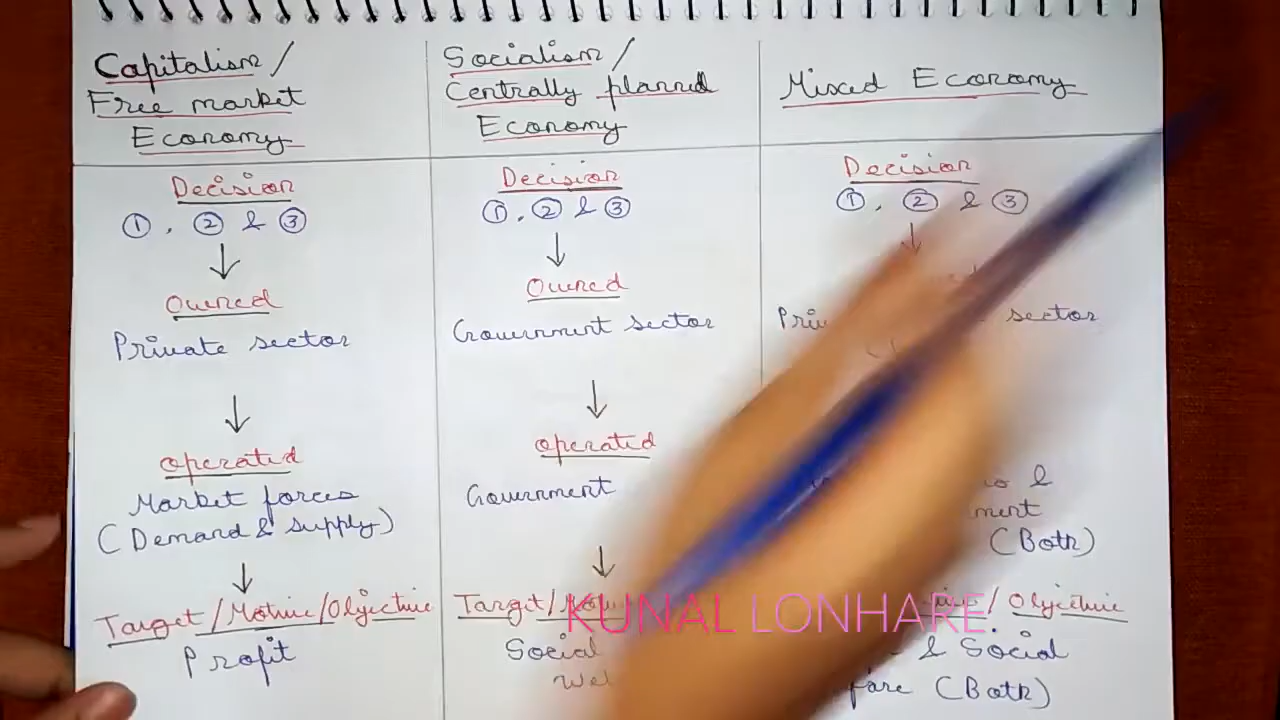 Capitalism /
Free market
Economy
Decision
①, ② & ③
Owned
Private sector
Operated
Market forces
(Demand & supply)
Target/Motive/Objective
Profit
Socialism /
Centrally planned
Economy
Decision
①, ② & ③
Owned
Government sector
Operated
Government
Target/
Social
Mixed Economy
Decision
①, ② & ③
sector
&
(Both)
/ Objective
& Social
(Both)
KUNAL LONHARE